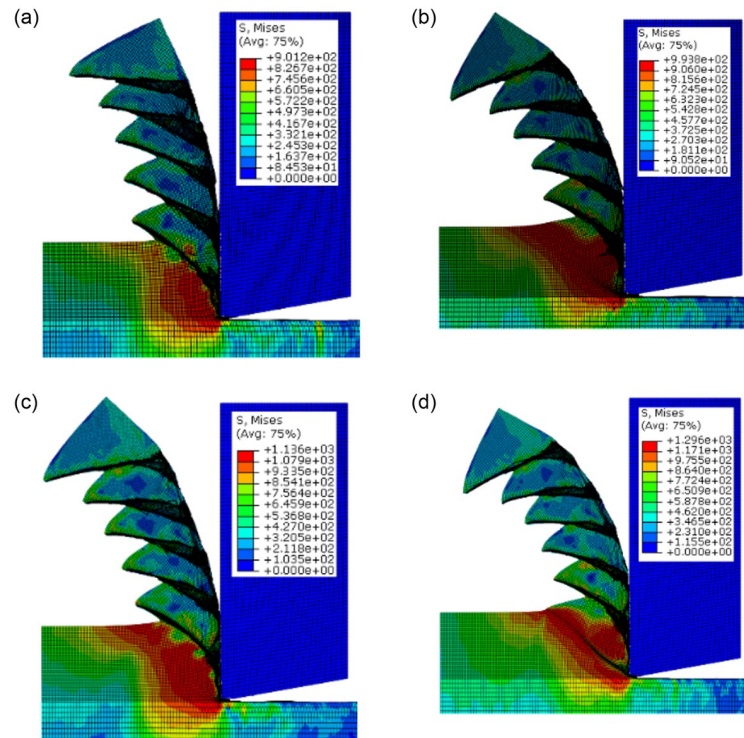 (a)
S, Mises
(Avg: 75%)
+9.012e+02
+8.267e+02
+7.456e+02
+6.605e+02
+5.722e+02
+4.973e+02
+4.167e+02
+3.321e+02
+2.453e+02
+1.637e+02
+8.453e+01
+0.000e+00
(b)
S, Mises
(Avg: 75%)
+9.938e+02
+9.060e+02
+8.156e+02
+7.245e+02
+6.323e+02
+5.428e+02
+4.577e+02
+3.725e+02
+2.703e+02
+1.811e+02
+9.052e+01
+0.000e+00
(c)
S, Mises
(Avg: 75%)
+1.136e+03
+1.079e+03
+9.335e+02
+8.541e+02
+7.564e+02
+6.459e+02
+5.368e+02
+4.270e+02
+3.205e+02
+2.118e+02
+1.035e+02
+0.000e+00
(d)
S, Mises
(Avg: 75%)
+1.296e+03
+1.171e+03
+9.755e+02
+8.640e+02
+7.724e+02
+6.509e+02
+5.878e+02
+4.620e+02
+3.465e+02
+2.310e+02
+1.155e+02
+0.000e+00